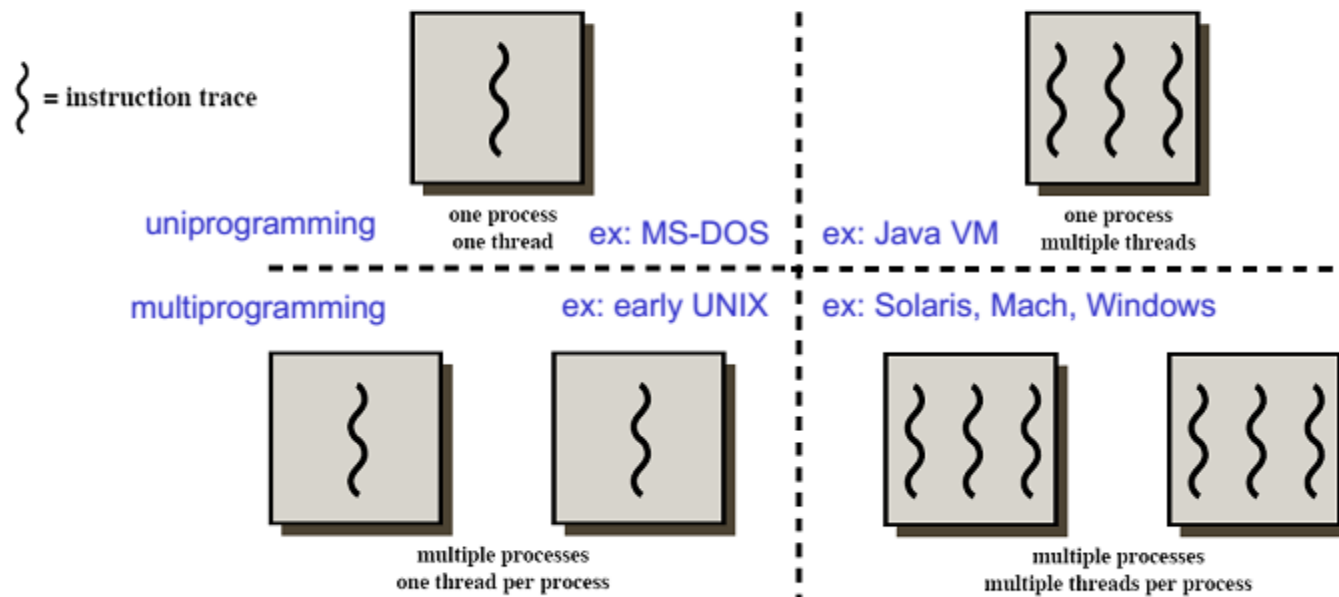 = instruction trace
uniprogramming
one process
one thread
ex: MS-DOS
ex: Java VM
one process
multiple threads
multiprogramming
ex: early UNIX
ex: Solaris, Mach, Windows
multiple processes
one thread per process
multiple processes
multiple threads per process